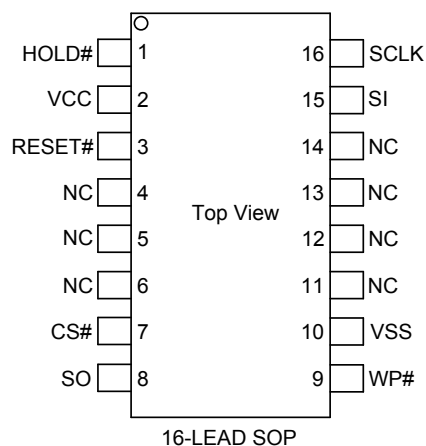 HOLD# 1 16 SCLK
VCC 2 15 SI
RESET# 3 14 NC
NC 4 13 NC
Top View
NC 5 12 NC
NC 6 11 NC
CS# 7 10 VSS
SO 8 9 WP#
16-LEAD SOP